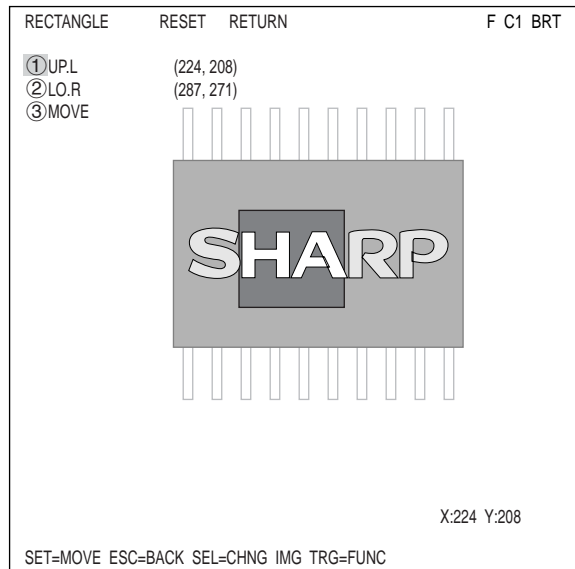 RECTANGLE RESET RETURN F C1 BRT
①UP.L (224, 208)
②LO.R (287, 271)
③MOVE
SHARP
X:224 Y:208
SET=MOVE ESC=BACK SEL=CHNG IMG TRG=FUNC